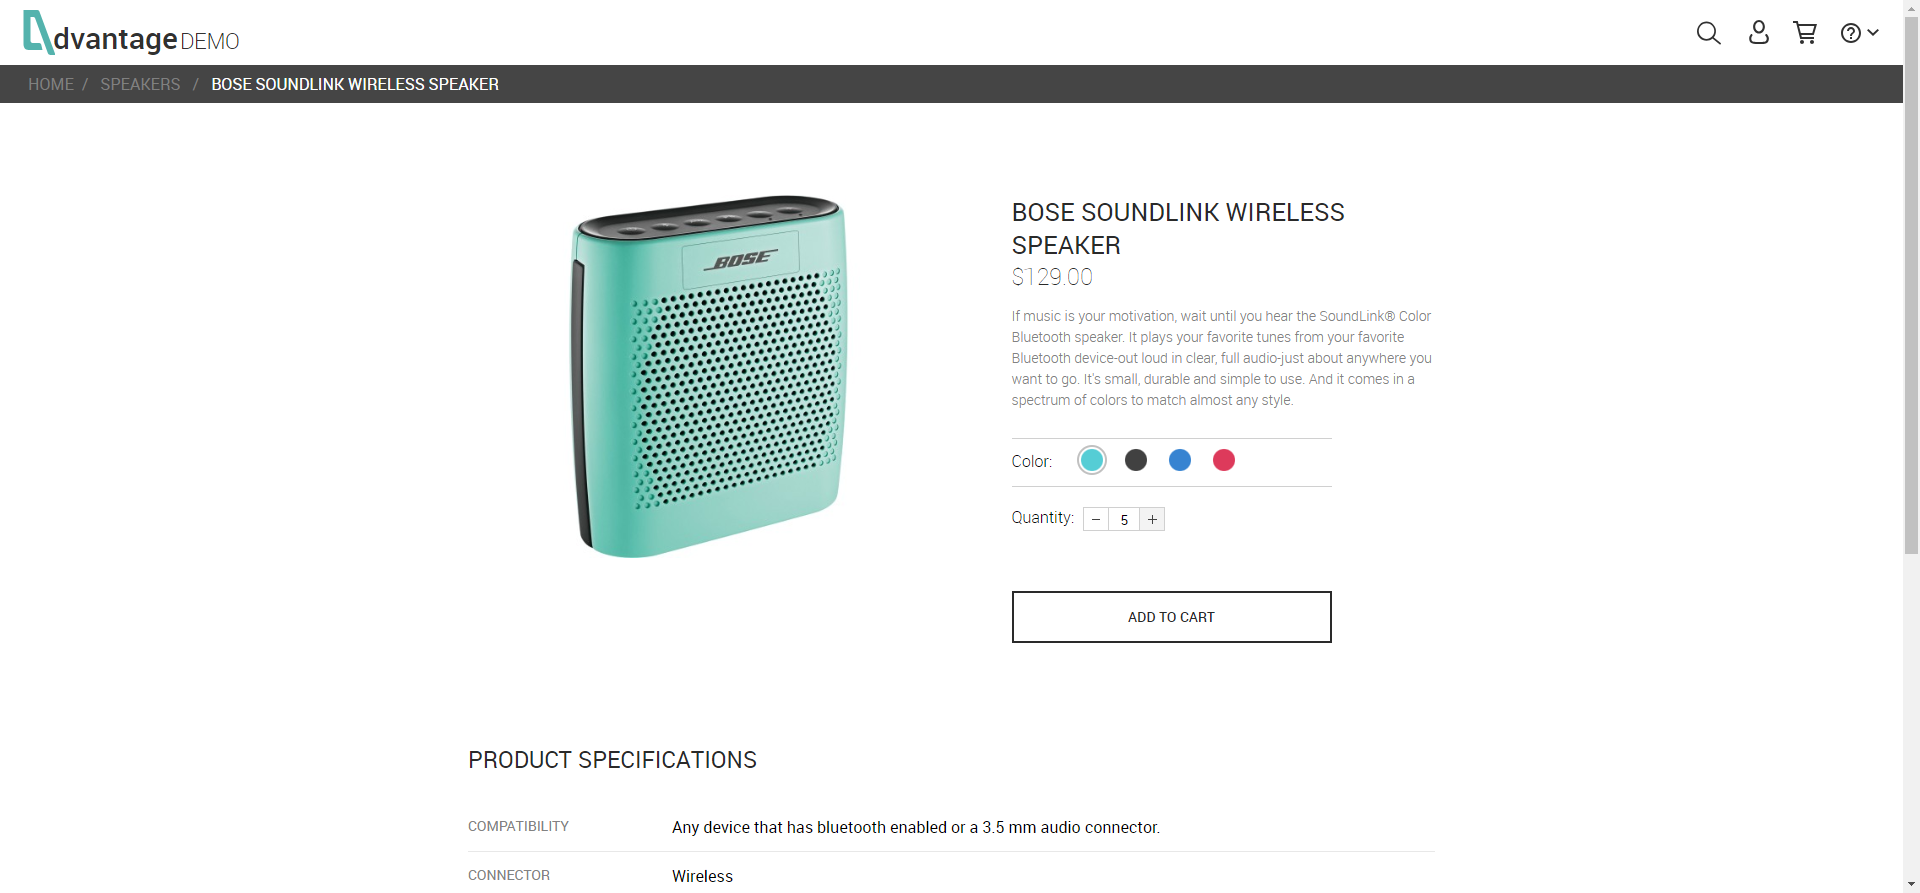 dvantage DEMO
HOME / SPEAKERS / BOSE SOUNDLINK WIRELESS SPEAKER
BOSE
BOSE SOUNDLINK WIRELESS
SPEAKER
$129.00
If music is your motivation, wait until you hear the SoundLink® Color
Bluetooth speaker. It plays your favorite tunes from your favorite
Bluetooth device-out loud in clear, full audio-just about anywhere you
want to go. It's small, durable and simple to use. And it comes in a
spectrum of colors to match almost any style.
Color:
Quantity: − 5 +
ADD TO CART
PRODUCT SPECIFICATIONS
COMPATIBILITY Any device that has bluetooth enabled or a 3.5 mm audio connector.
CONNECTOR Wireless